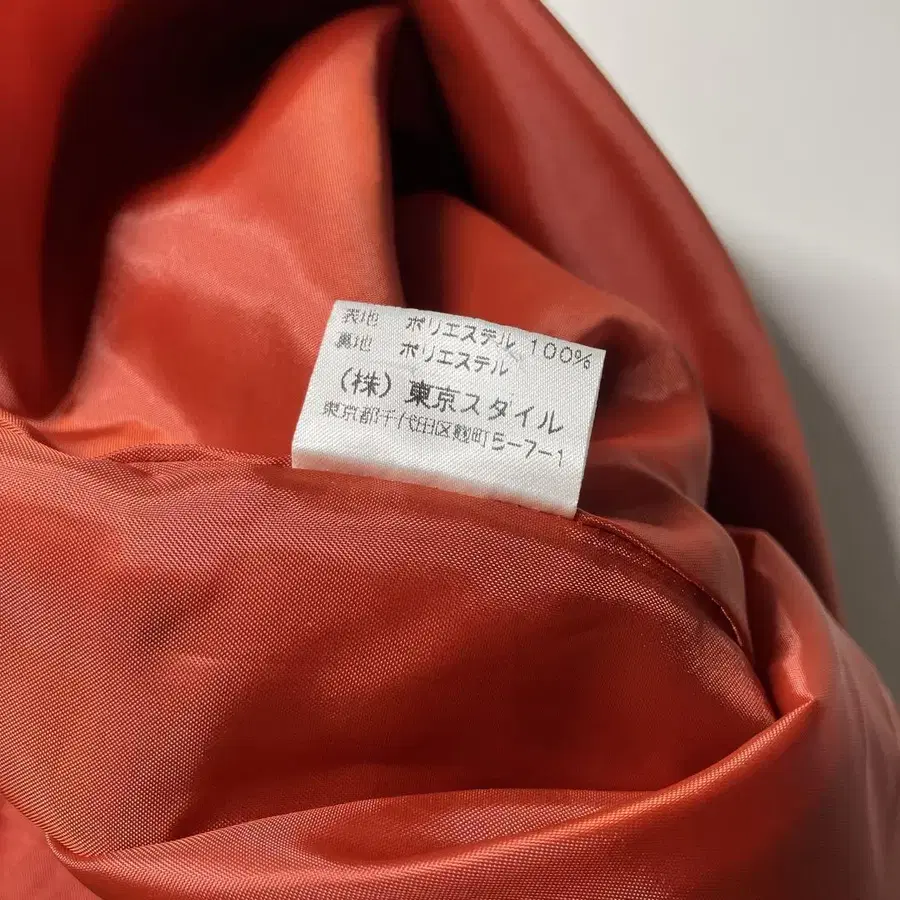 表地 ポリエステル 100%
裏地 ポリエステル
(株) 東京スタイル
東京都千代田区麹町5-7-1